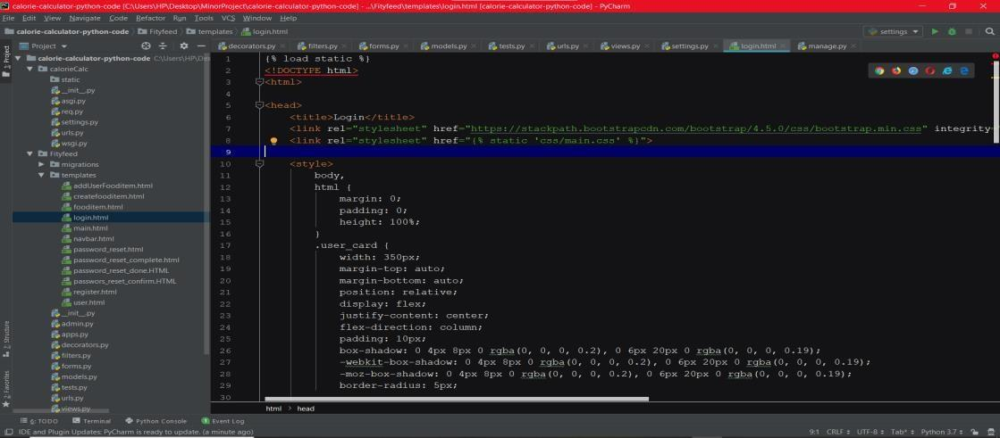 calorie-calculator-python-code [C:\Users\HP\Desktop\MinorProject\calorie-calculator-python-code] - ...\Fityfeed\templates\login.html [calorie-calculator-python-code] - PyCharm
File Edit View Navigate Code Refactor Run Tools VCS Window Help
calorie-calculator-python-code Fityfeed templates login.html settings
Project decorators.py filters.py forms.py models.py tests.py urls.py views.py settings.py login.html manage.py
1: Project
calorie-calculator-python-code C:\Users\HP\Des
calorieCalc
static
__init__.py
asgi.py
req.py
settings.py
urls.py
wsgi.py
Fityfeed
migrations
templates
addUserFooditem.html
createfooditem.html
fooditem.html
login.html
main.html
navbar.html
password_reset.html
password_reset_complete.html
password_reset_done.HTML
passwors_reset_confirm.HTML
register.html
user.html
__init__.py
admin.py
apps.py
decorators.py
filters.py
forms.py
models.py
tests.py
urls.py
views.py
Z: Structure
2: Favorites
1 {% load static %}
2 <!DOCTYPE html>
3 <html>
4
5 <head>
6 <title>Login</title>
7 <link rel="stylesheet" href="https://stackpath.bootstrapcdn.com/bootstrap/4.5.0/css/bootstrap.min.css" integrity
8 <link rel="stylesheet" href="{% static 'css/main.css' %}">
9
10 <style>
11 body,
12 html {
13 margin: 0;
14 padding: 0;
15 height: 100%;
16 }
17 .user_card {
18 width: 350px;
19 margin-top: auto;
20 margin-bottom: auto;
21 position: relative;
22 display: flex;
23 justify-content: center;
24 flex-direction: column;
25 padding: 10px;
26 box-shadow: 0 4px 8px 0 rgba(0, 0, 0, 0.2), 0 6px 20px 0 rgba(0, 0, 0, 0.19);
27 -webkit-box-shadow: 0 4px 8px 0 rgba(0, 0, 0, 0.2), 0 6px 20px 0 rgba(0, 0, 0, 0.19);
28 -moz-box-shadow: 0 4px 8px 0 rgba(0, 0, 0, 0.2), 0 6px 20px 0 rgba(0, 0, 0, 0.19);
29 border-radius: 5px;
30
html > head
6: TODO Terminal Python Console 1 Event Log
IDE and Plugin Updates: PyCharm is ready to update. (a minute ago) 9:1 CRLF UTF-8 Tab* Python 3.7